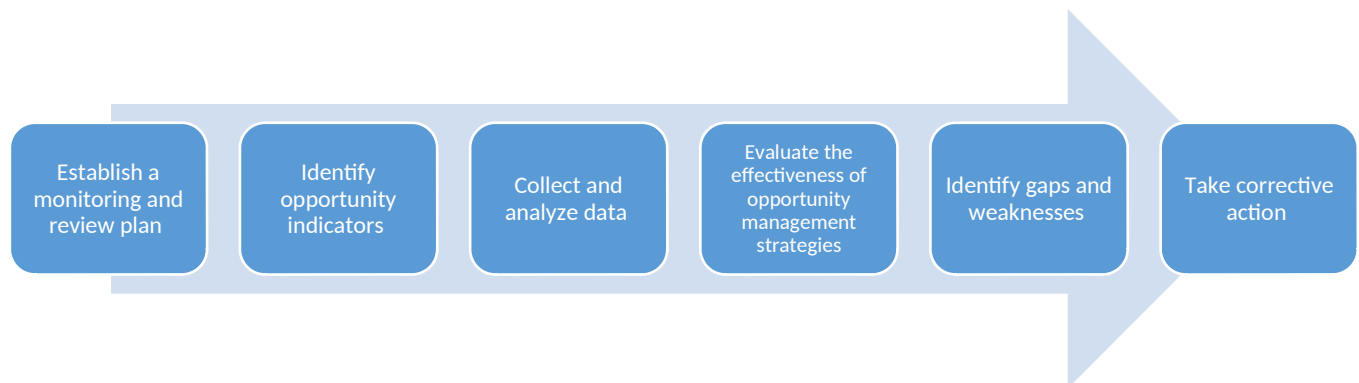 Establish a
monitoring and
review plan
Identify
opportunity
indicators
Collect and
analyze data
Evaluate the
effectiveness of
opportunity
management
strategies
Identify gaps and
weaknesses
Take corrective
action